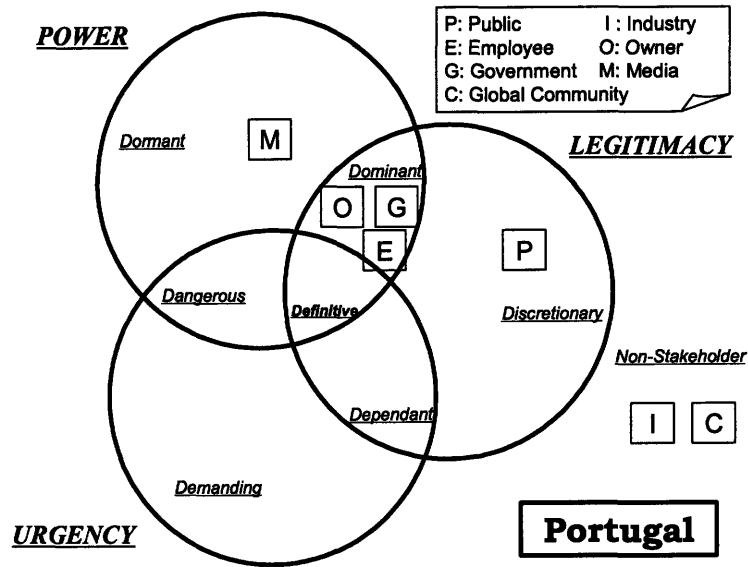 POWER
P: Public I : Industry
E: Employee O: Owner
G: Government M: Media
C: Global Community
LEGITIMACY
Dormant
M
Dominant
O G
E
P
Dangerous
Definitive
Discretionary
Non-Stakeholder
Dependant
I C
Demanding
URGENCY
Portugal